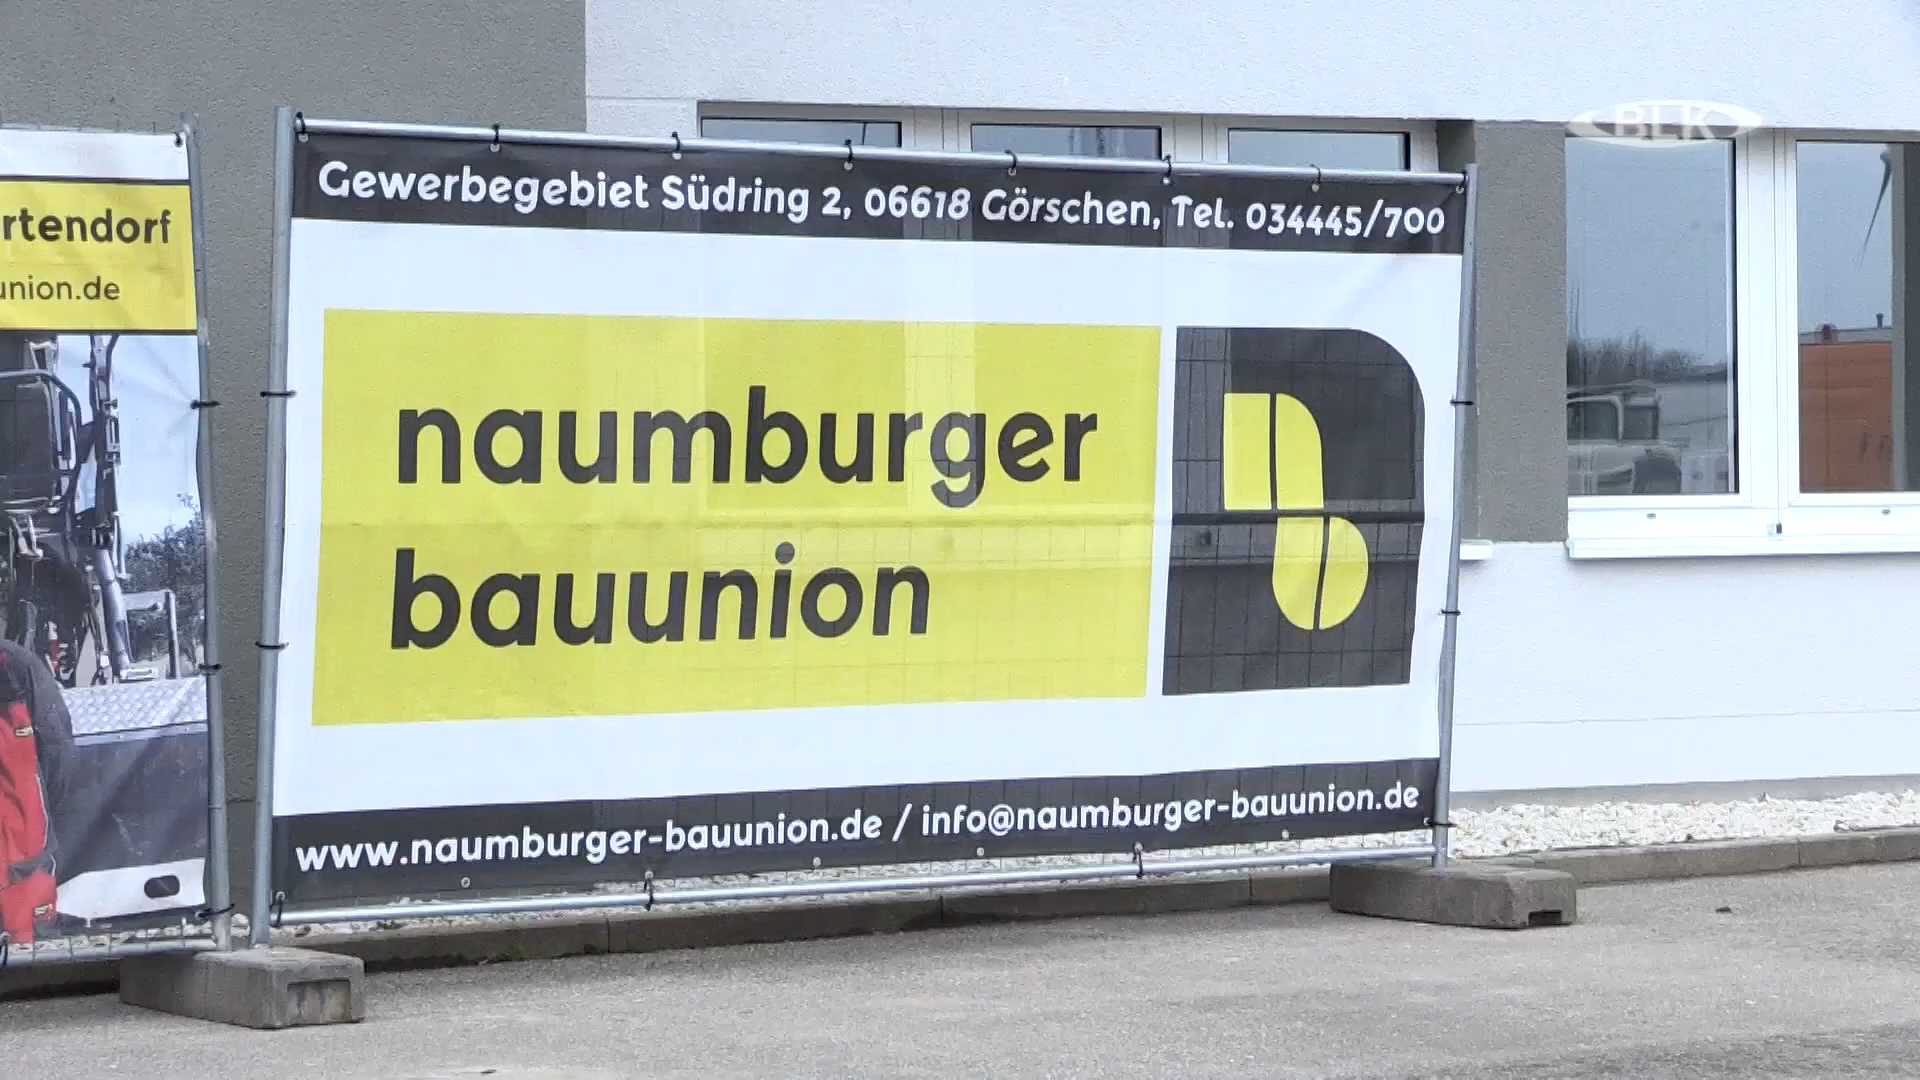 BLK
rtendorf
union.de
Gewerbegebiet Südring 2, 06618 Görschen, Tel. 034445/700
naumburger
bauunion
www.naumburger-bauunion.de / info@naumburger-bauunion.de